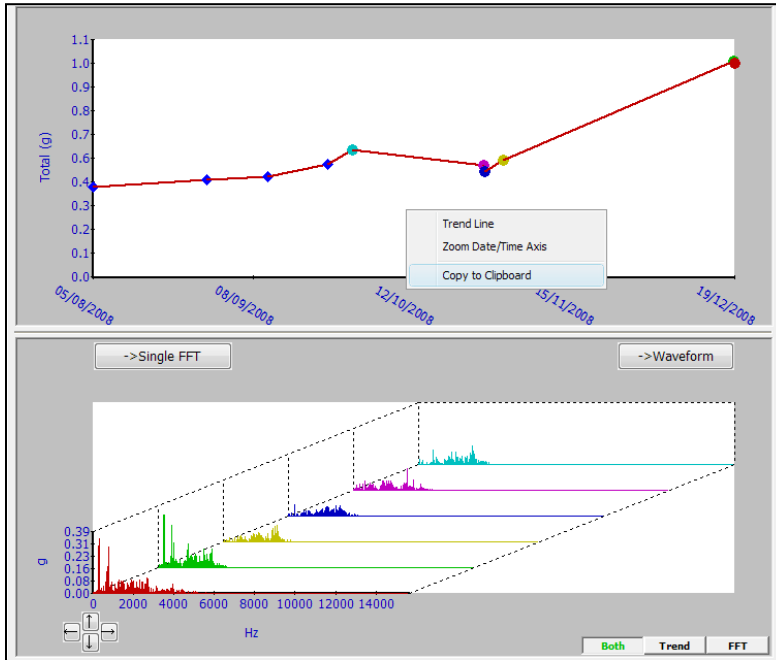 1.1
1.0
0.9
0.8
0.7
0.6
0.5
0.4
0.3
0.2
0.1
0.0
Total (g)
Trend Line
Zoom Date/Time Axis
Copy to Clipboard
05/08/2008
08/09/2008
12/10/2008
15/11/2008
19/12/2008
->Single FFT
->Waveform
0.39
0.31
0.23
0.16
0.08
0.00
g
0 2000 4000 6000 8000 10000 12000 14000
Hz
Both Trend FFT